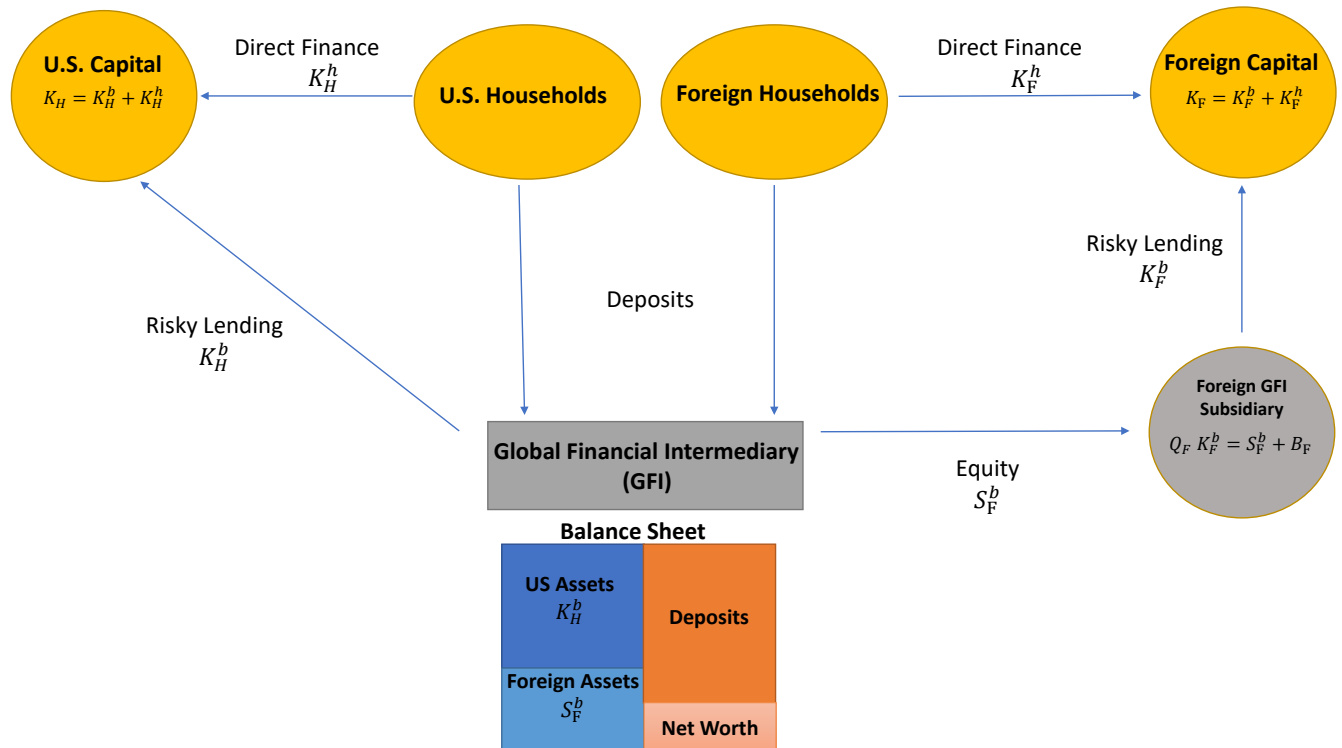 U.S. Capital
$K_H = K_H^b + K_H^h$
Direct Finance
$K_H^h$
U.S. Households
Foreign Households
Direct Finance
$K_F^h$
Foreign Capital
$K_F = K_F^b + K_F^h$
Risky Lending
$K_H^b$
Deposits
Risky Lending
$K_F^b$
Global Financial Intermediary
(GFI)
Equity
$S_F^b$
Foreign GFI
Subsidiary
$Q_F \, K_F^b = S_F^b + B_F$
Balance Sheet
US Assets
$K_H^b$
Deposits
Foreign Assets
$S_F^b$
Net Worth